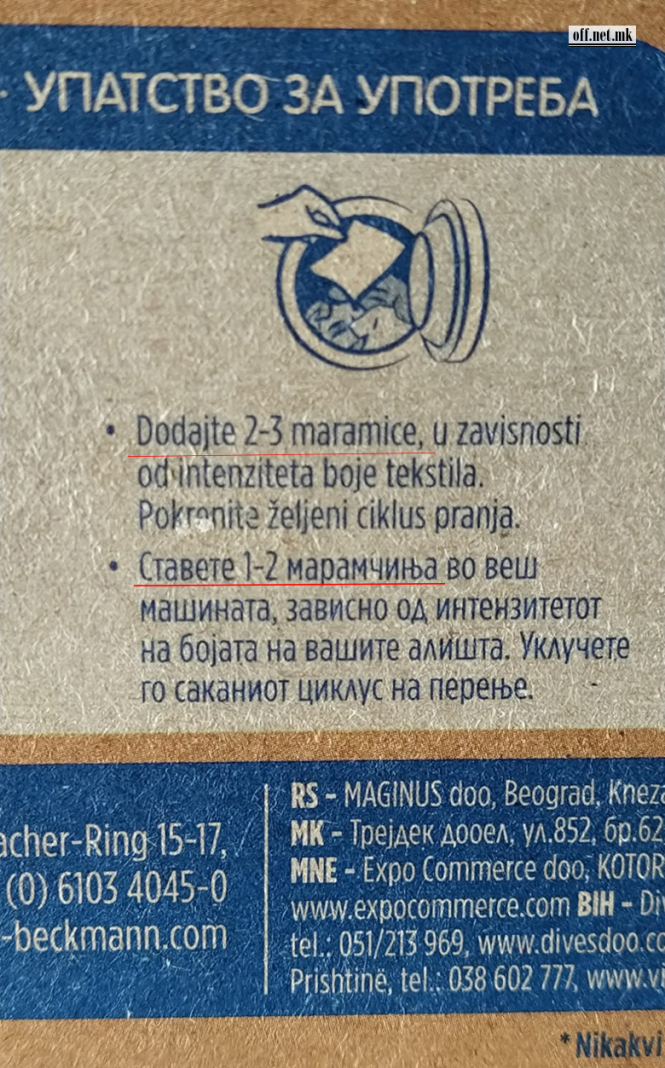 off.net.mk
· УПАТСТВО ЗА УПОТРЕБА
• Dodajte 2-3 maramice, u zavisnosti
od intenziteta boje tekstila.
Pokrenite željeni ciklus pranja.
• Ставете 1-2 марамчиња во веш
машината, зависно од интензитетот
на бојата на вашите алишта. Уклучете
го саканиот циклус на перење.
acher-Ring 15-17,
(0) 6103 4045-0
-beckmann.com
RS – MAGINUS doo, Beograd, Kneza
МК – Трејдек дооел, ул.852, бр.62
MNE – Expo Commerce doo, KOTOR
www.expocommerce.com BIH – Di
tel.: 051/213 969, www.divesdoo.co
Prishtinë, tel.: 038 602 777, www.vi
*Nikakvi